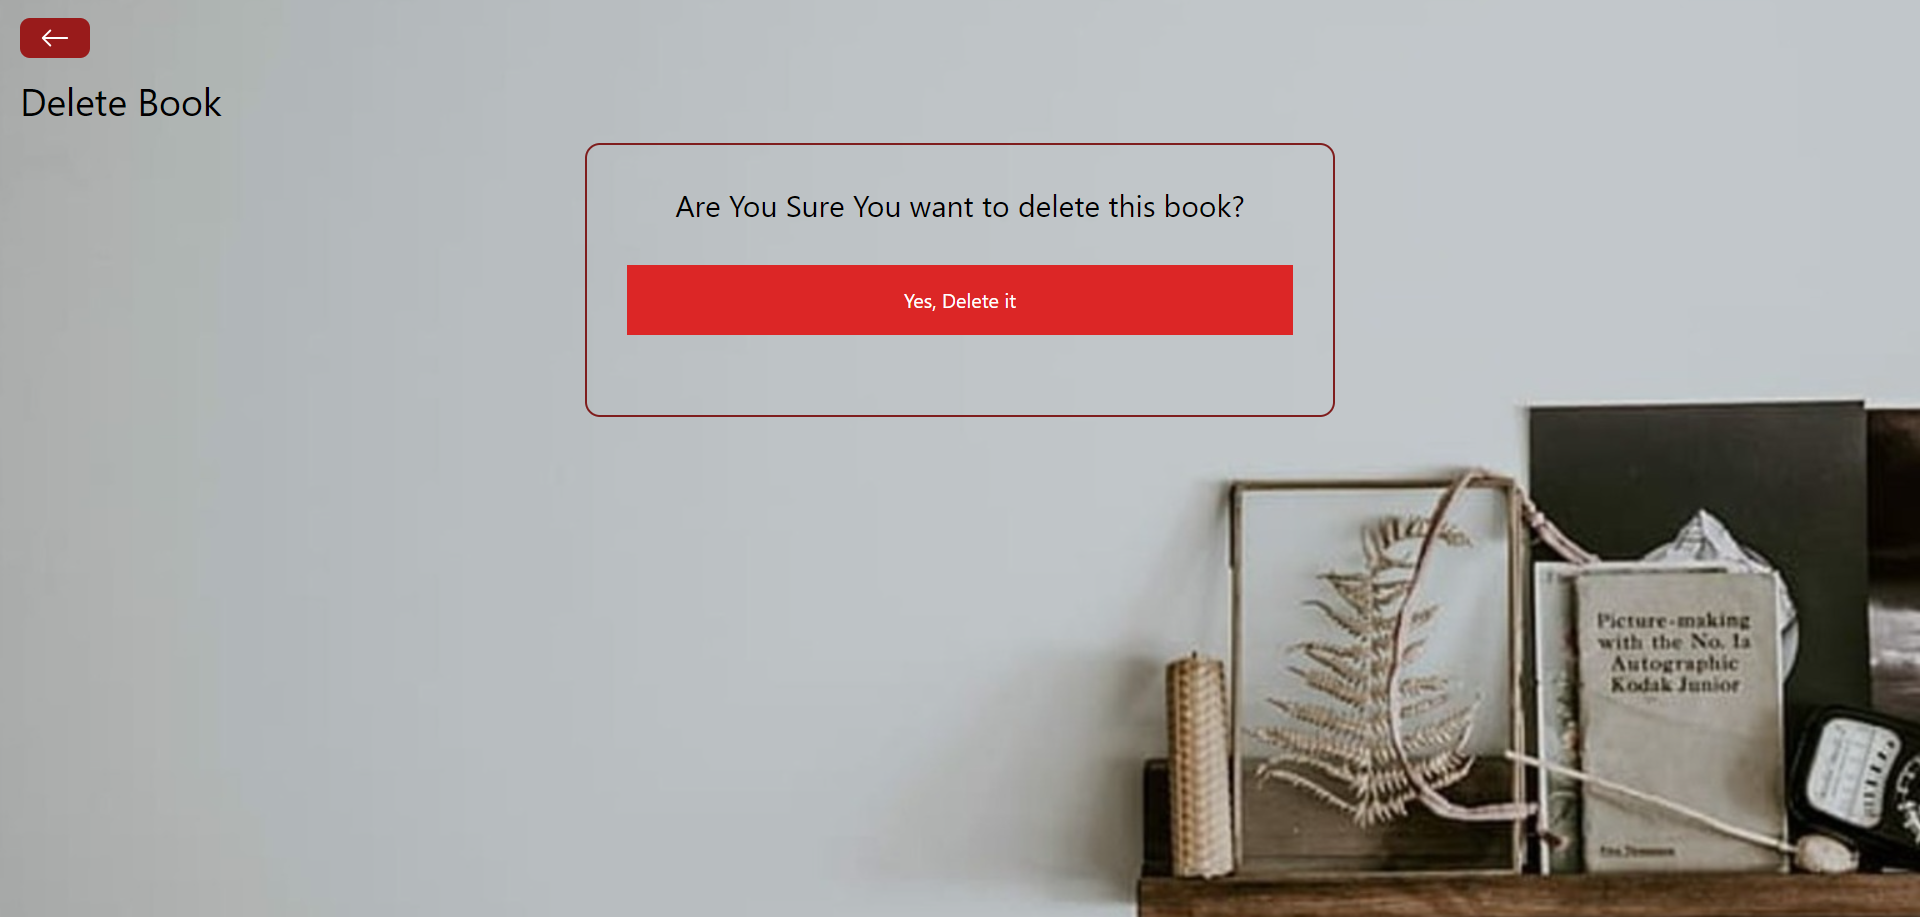 Delete Book
Are You Sure You want to delete this book?
Yes, Delete it
Picture-making
with the No. 1a
Autographic
Kodak Junior